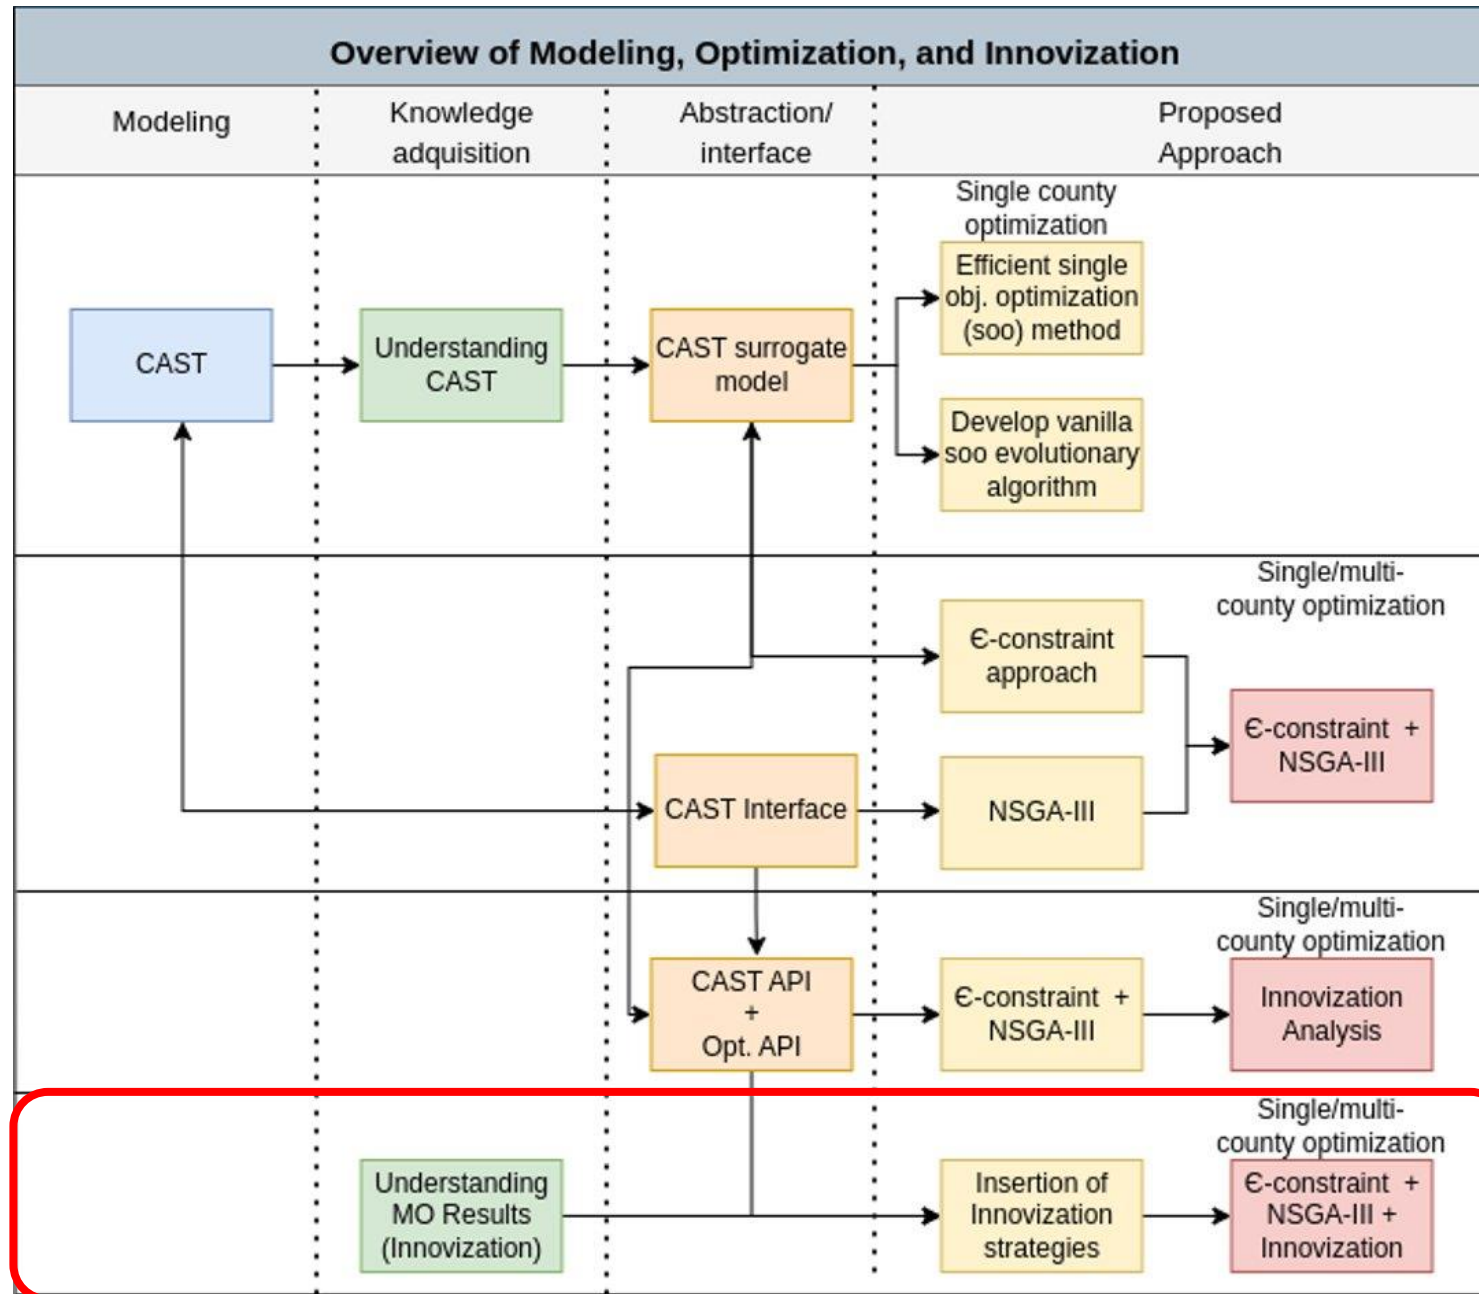 Overview of Modeling, Optimization, and Innovization
Modeling
Knowledge
adquisition
Abstraction/
interface
Proposed
Approach
Single county
optimization
CAST
Understanding
CAST
CAST surrogate
model
Efficient single
obj. optimization
(soo) method
Develop vanilla
soo evolutionary
algorithm
Single/multi-
county optimization
Є-constraint
approach
Є-constraint +
NSGA-III
CAST Interface
NSGA-III
Single/multi-
county optimization
CAST API
+
Opt. API
Є-constraint +
NSGA-III
Innovization
Analysis
Single/multi-
county optimization
Understanding
MO Results
(Innovization)
Insertion of
Innovization
strategies
Є-constraint +
NSGA-III +
Innovization